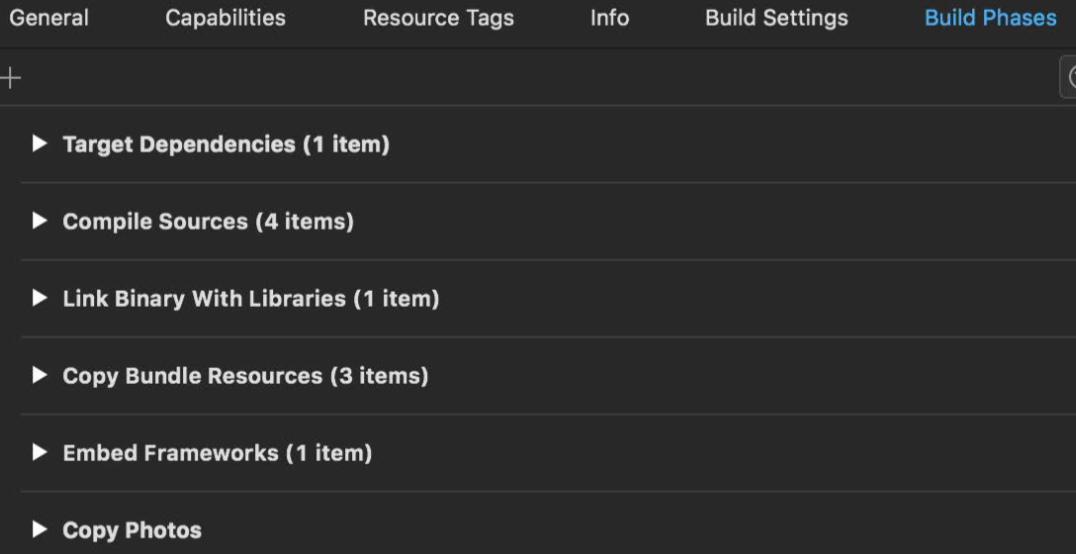 General Capabilities Resource Tags Info Build Settings Build Phases
Target Dependencies (1 item)
Compile Sources (4 items)
Link Binary With Libraries (1 item)
Copy Bundle Resources (3 items)
Embed Frameworks (1 item)
Copy Photos